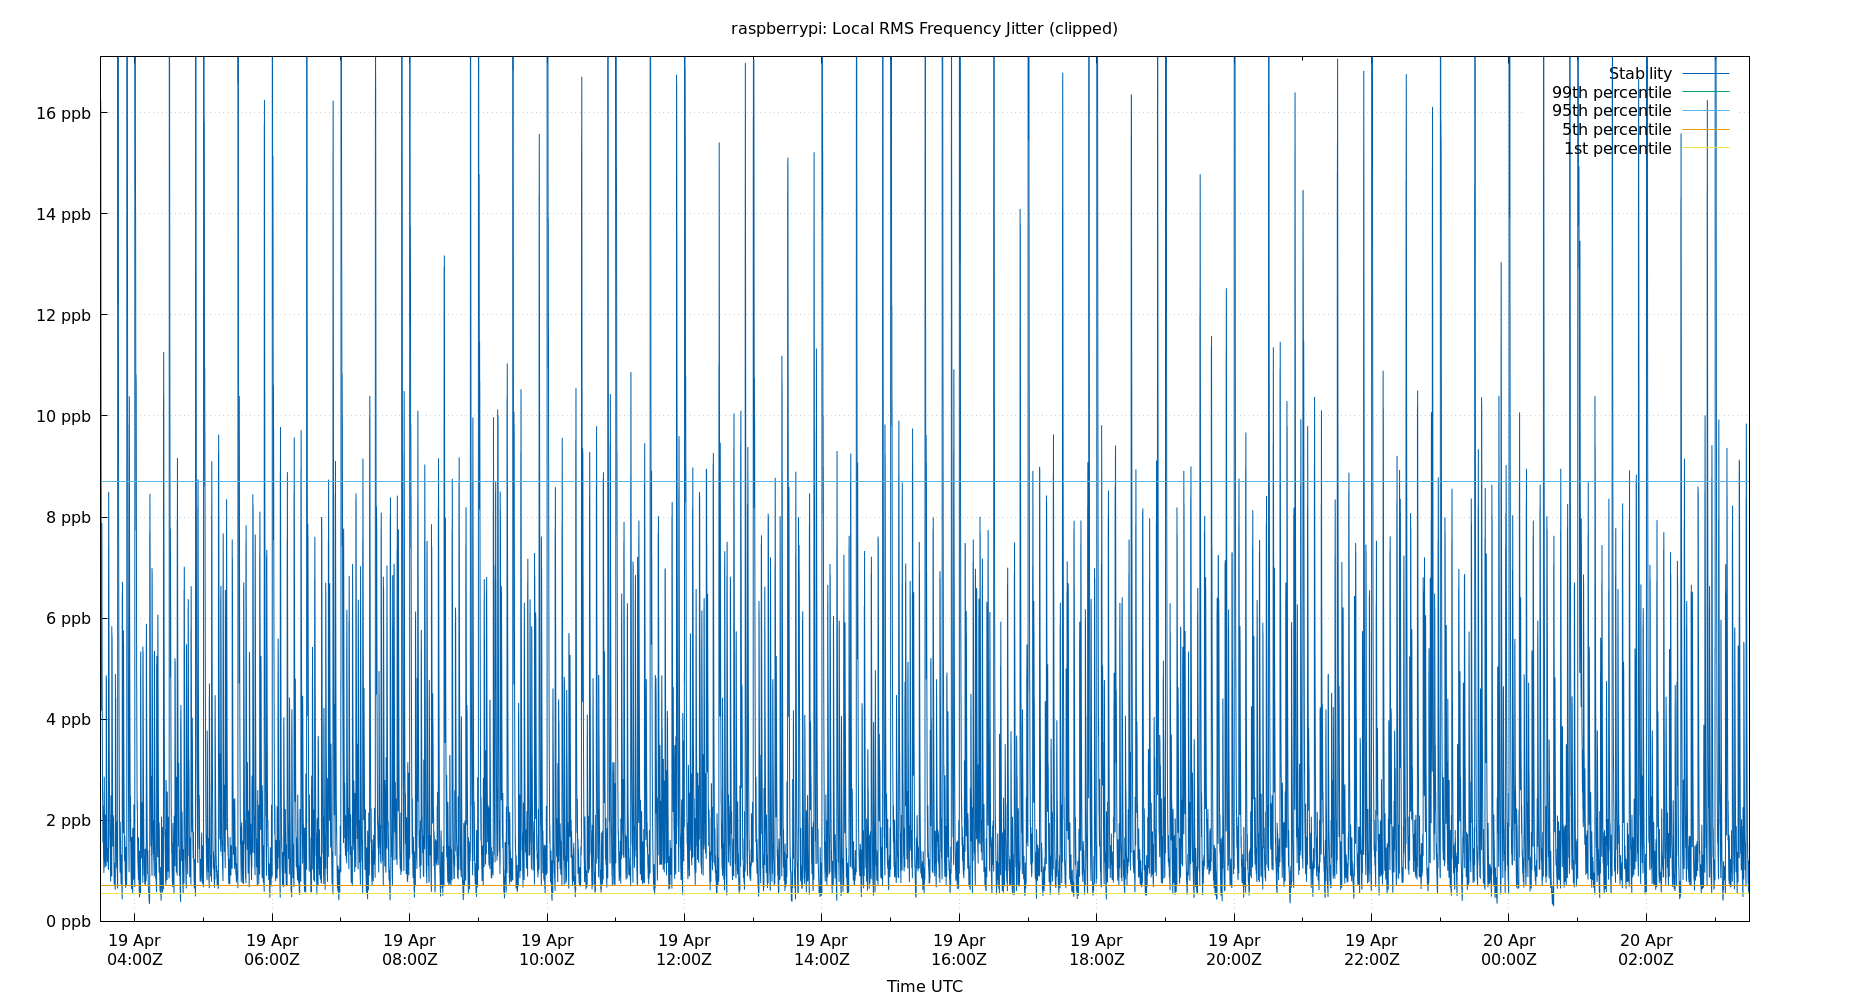 raspberrypi: Local RMS Frequency Jitter (clipped)
Stability
99th percentile
95th percentile
5th percentile
1st percentile
16 ppb
14 ppb
12 ppb
10 ppb
8 ppb
6 ppb
4 ppb
2 ppb
0 ppb
19 Apr 19 Apr 19 Apr 19 Apr 19 Apr 19 Apr 19 Apr 19 Apr 19 Apr 19 Apr 20 Apr 20 Apr
04:00Z 06:00Z 08:00Z 10:00Z 12:00Z 14:00Z 16:00Z 18:00Z 20:00Z 22:00Z 00:00Z 02:00Z
Time UTC